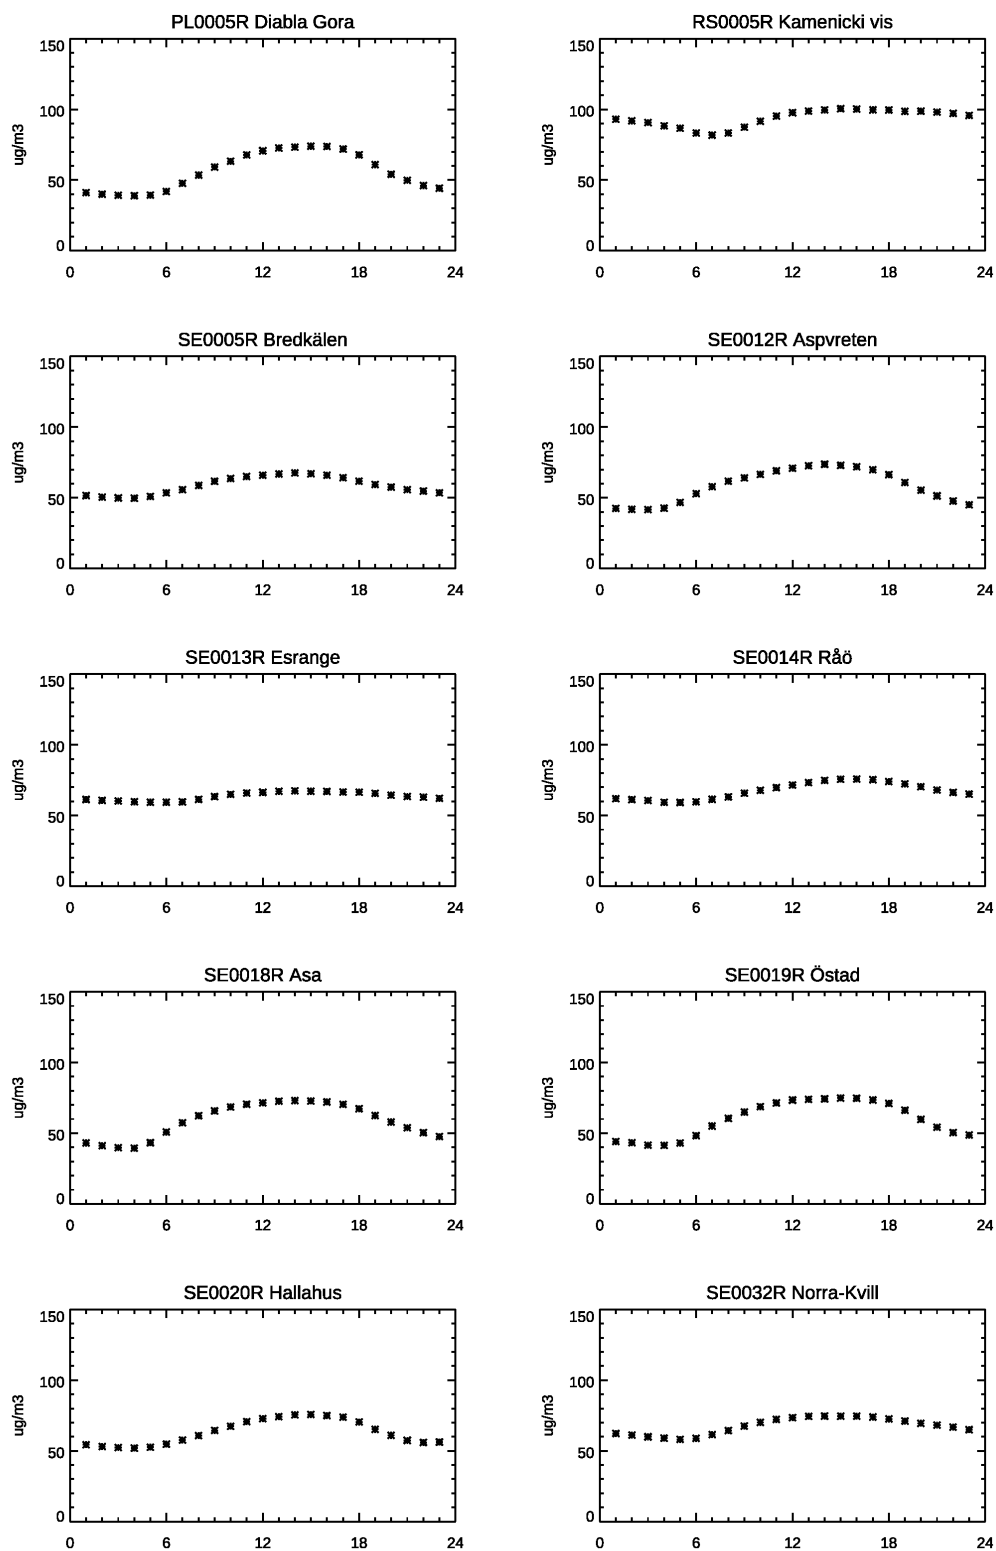 PL0005R Diabla Gora
RS0005R Kamenicki vis
150
100
50
0
ug/m3
0 6 12 18 24
150
100
50
0
ug/m3
0 6 12 18 24
SE0005R Bredkälen
SE0012R Aspvreten
150
100
50
0
ug/m3
0 6 12 18 24
150
100
50
0
ug/m3
0 6 12 18 24
SE0013R Esrange
SE0014R Råö
150
100
50
0
ug/m3
0 6 12 18 24
150
100
50
0
ug/m3
0 6 12 18 24
SE0018R Asa
SE0019R Östad
150
100
50
0
ug/m3
0 6 12 18 24
150
100
50
0
ug/m3
0 6 12 18 24
SE0020R Hallahus
SE0032R Norra-Kvill
150
100
50
0
ug/m3
0 6 12 18 24
150
100
50
0
ug/m3
0 6 12 18 24